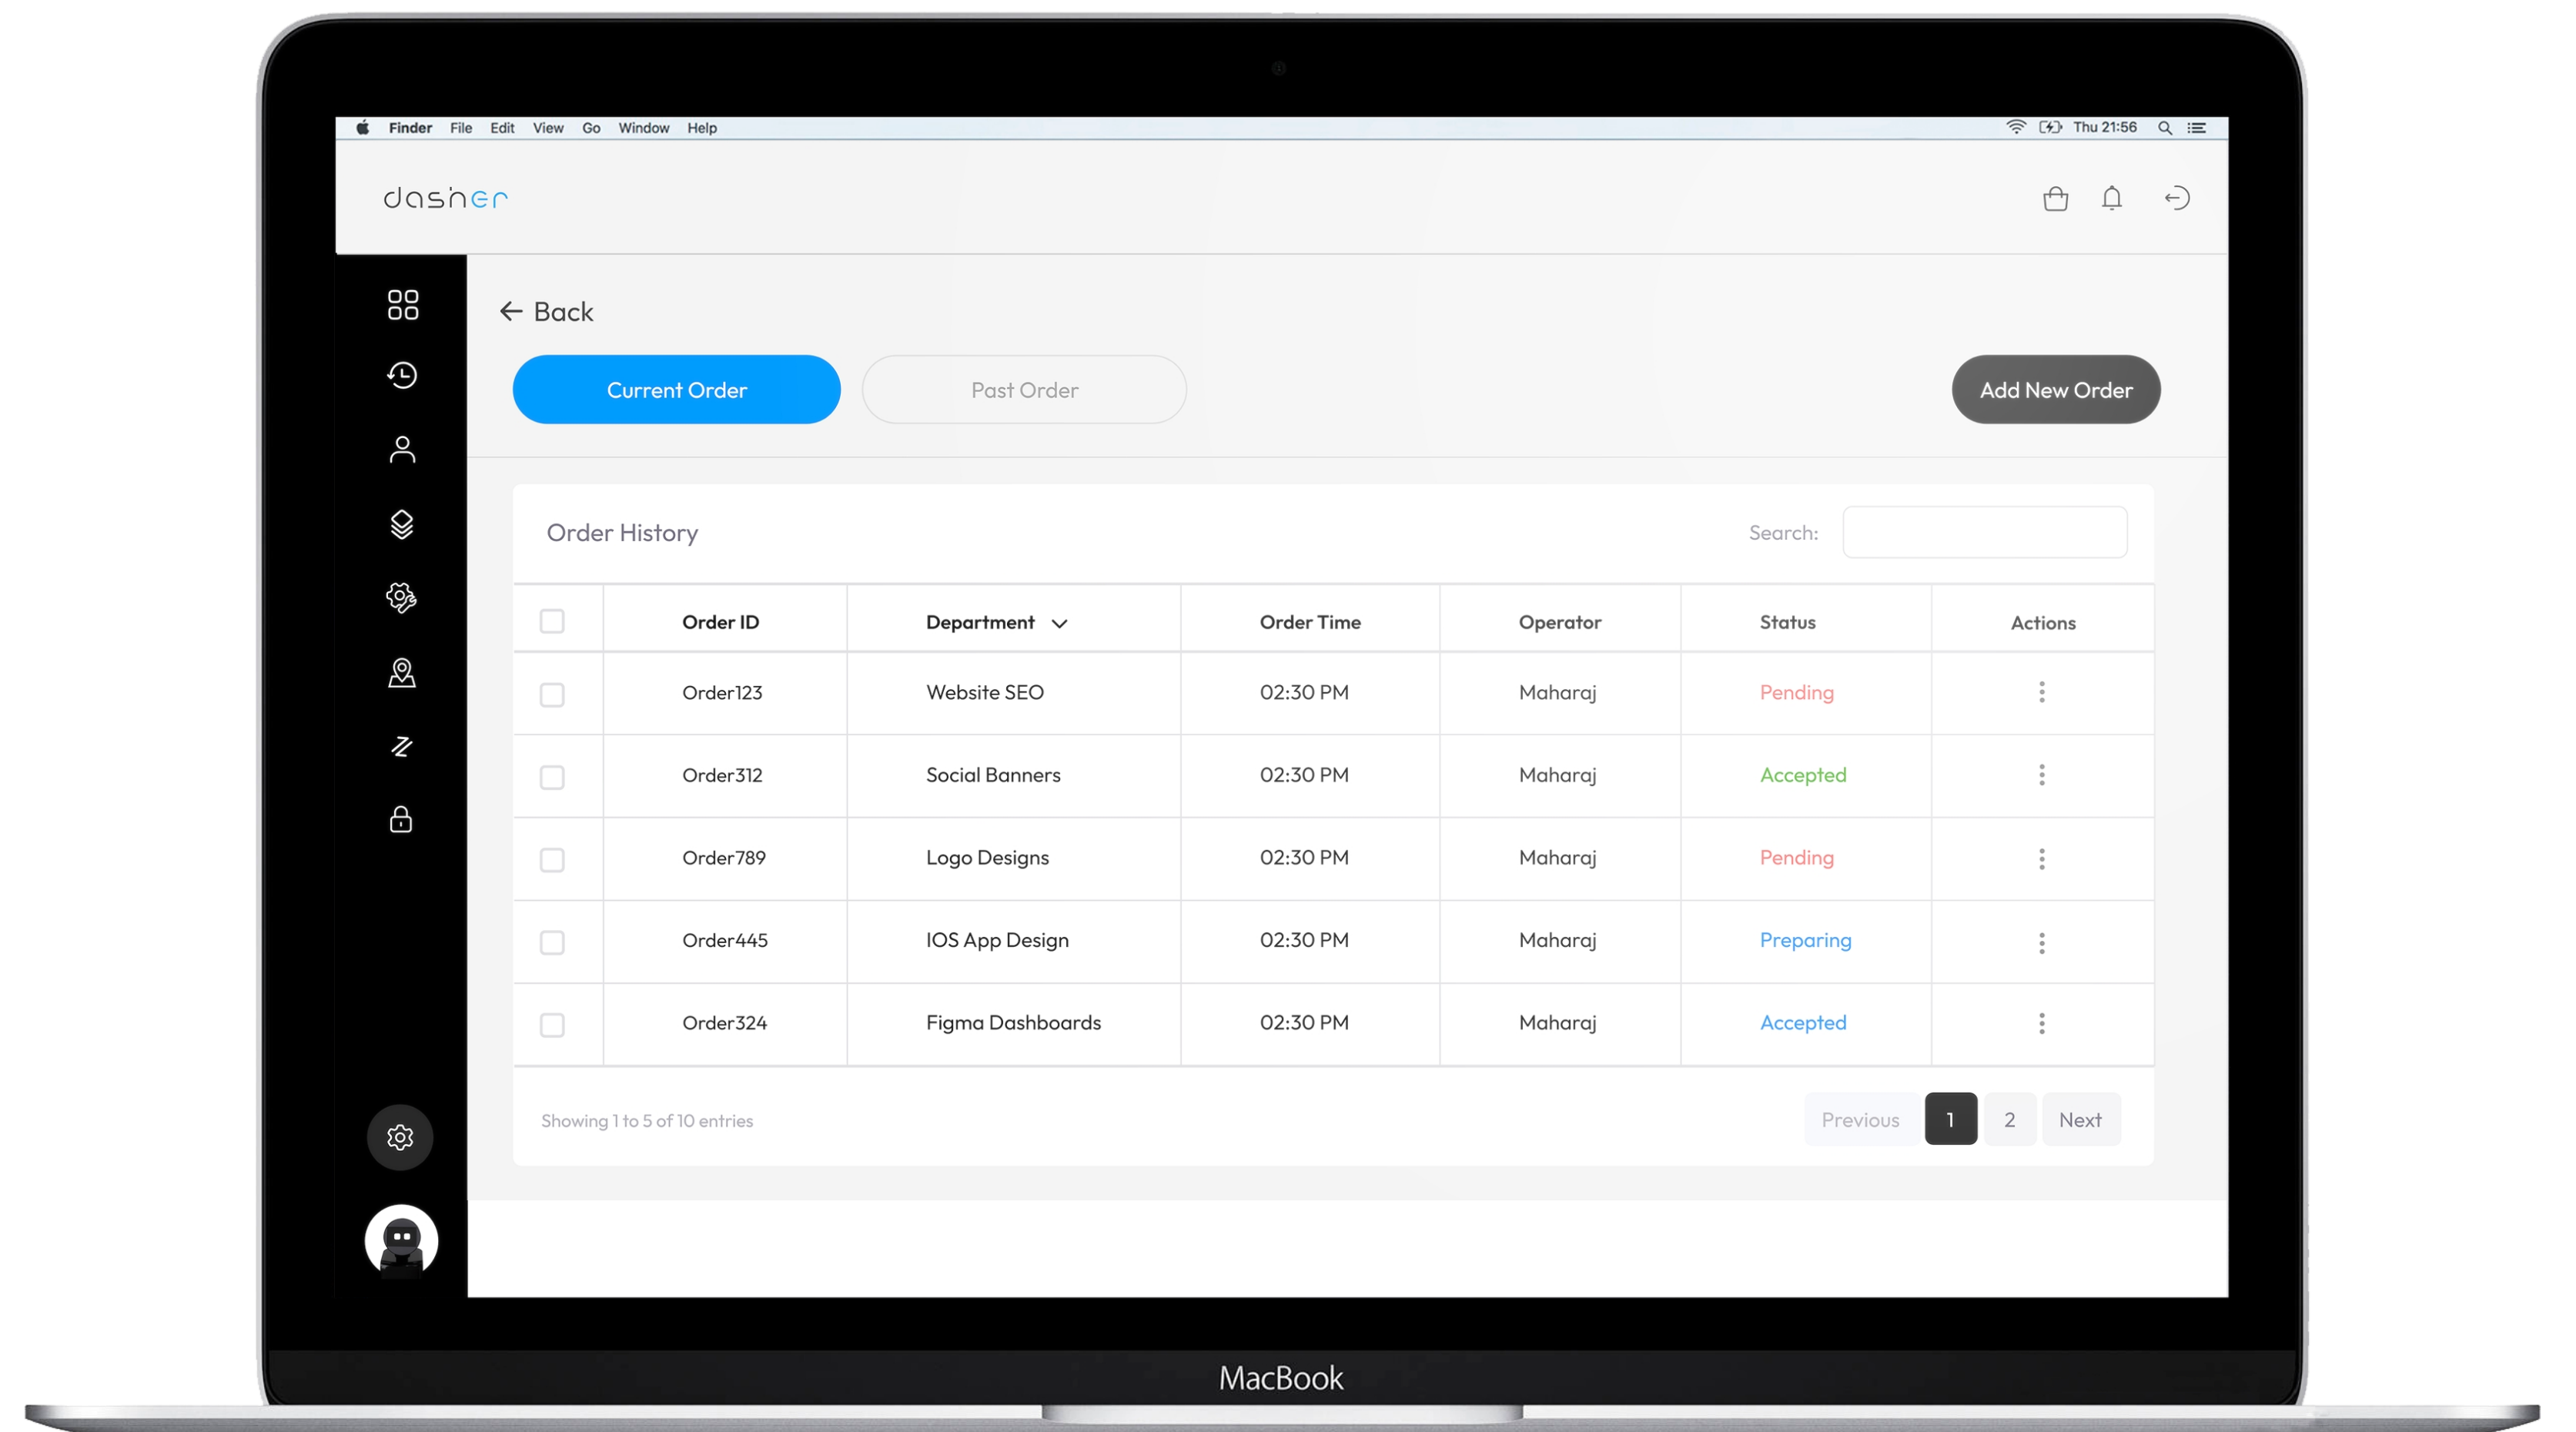 Finder File Edit View Go Window Help Thu 21:56
dasher
Back
Current Order Past Order Add New Order
Order History Search:
Order ID Department Order Time Operator Status Actions
Order123 Website SEO 02:30 PM Maharaj Pending
Order312 Social Banners 02:30 PM Maharaj Accepted
Order789 Logo Designs 02:30 PM Maharaj Pending
Order445 IOS App Design 02:30 PM Maharaj Preparing
Order324 Figma Dashboards 02:30 PM Maharaj Accepted
Showing 1 to 5 of 10 entries Previous 1 2 Next
MacBook